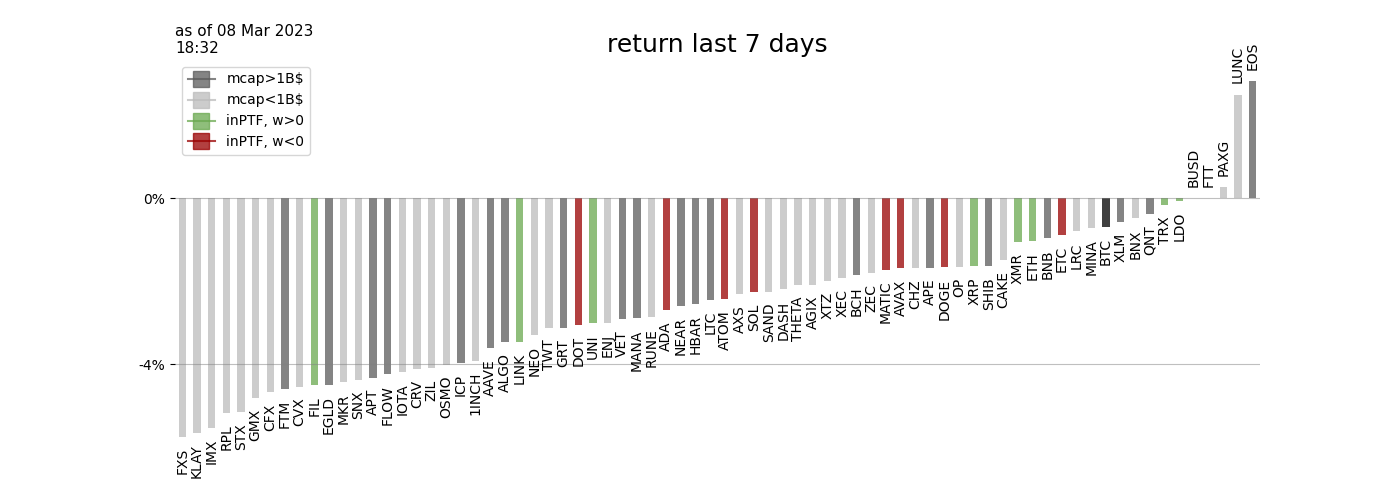 as of 08 Mar 2023
18:32
return last 7 days
mcap>1B$
mcap<1B$
inPTF, w>0
inPTF, w<0
0%
-4%
FXS
KLAY
IMX
RPL
STX
GMX
CFX
FTM
CVX
FIL
EGLD
MKR
SNX
APT
FLOW
IOTA
CRV
ZIL
OSMO
ICP
1INCH
AAVE
ALGO
LINK
NEO
TWT
GRT
DOT
UNI
ENJ
VET
MANA
RUNE
ADA
NEAR
HBAR
LTC
ATOM
AXS
SOL
SAND
DASH
THETA
AGIX
XTZ
XEC
BCH
ZEC
MATIC
AVAX
CHZ
APE
DOGE
OP
XRP
SHIB
CAKE
XMR
ETH
BNB
ETC
LRC
MINA
BTC
XLM
BNX
QNT
TRX
LDO
BUSD
FTT
PAXG
LUNC
EOS